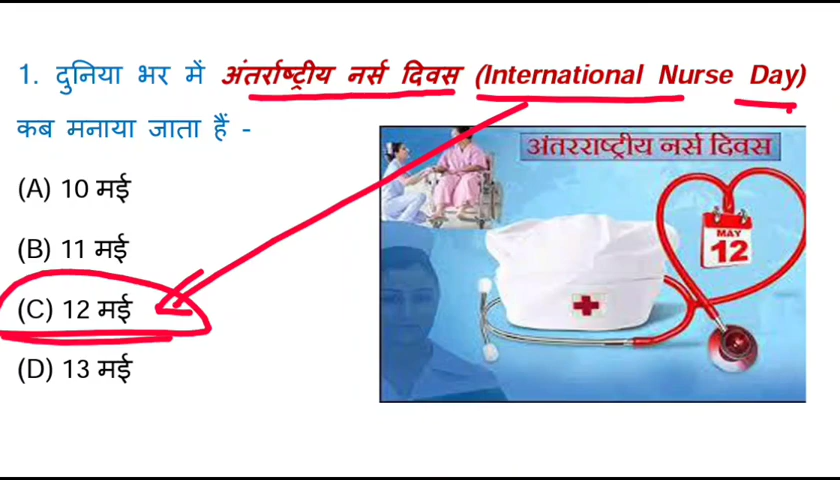 1. दुनिया भर में अंतर्राष्ट्रीय नर्स दिवस (International Nurse Day)
कब मनाया जाता हैं -
(A) 10 मई
(B) 11 मई
(C) 12 मई
(D) 13 मई
अंतरराष्ट्रीय नर्स दिवस
MAY
12